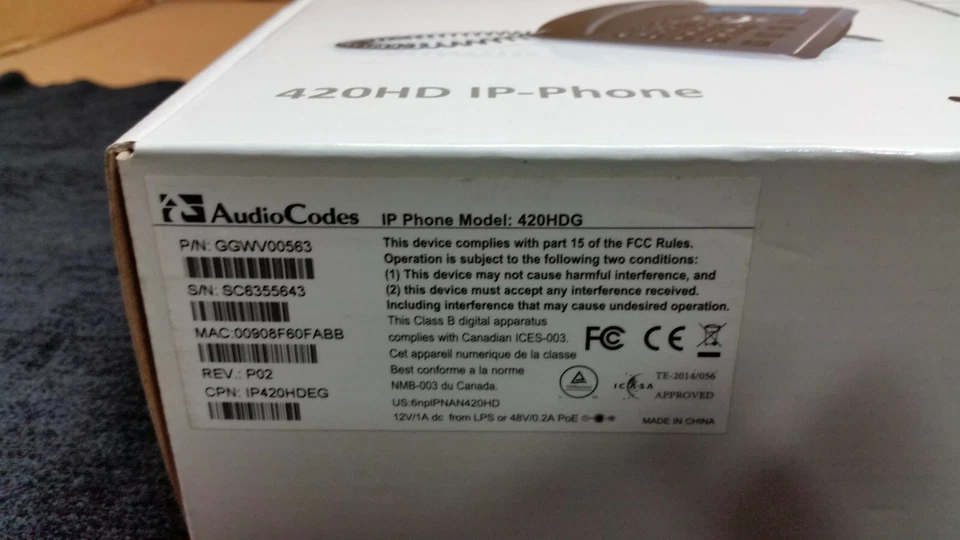 420HD IP-Phone
AudioCodes IP Phone Model: 420HDG
P/N: GGWV00563
S/N: SC6355643
MAC:00908F60FABB
REV.: P02
CPN: IP420HDEG
This device complies with part 15 of the FCC Rules.
Operation is subject to the following two conditions:
(1) This device may not cause harmful interference, and
(2) this device must accept any interference received.
Including interference that may cause undesired operation.
This Class B digital apparatus
complies with Canadian ICES-003.
Cet appareil numerique de la classe
Best conforme a la norme
NMB-003 du Canada.
US:6npIPNAN420HD
12V/1A dc from LPS or 48V/0.2A PoE
FC CE
ICASA
TE-2014/056
APPROVED
MADE IN CHINA